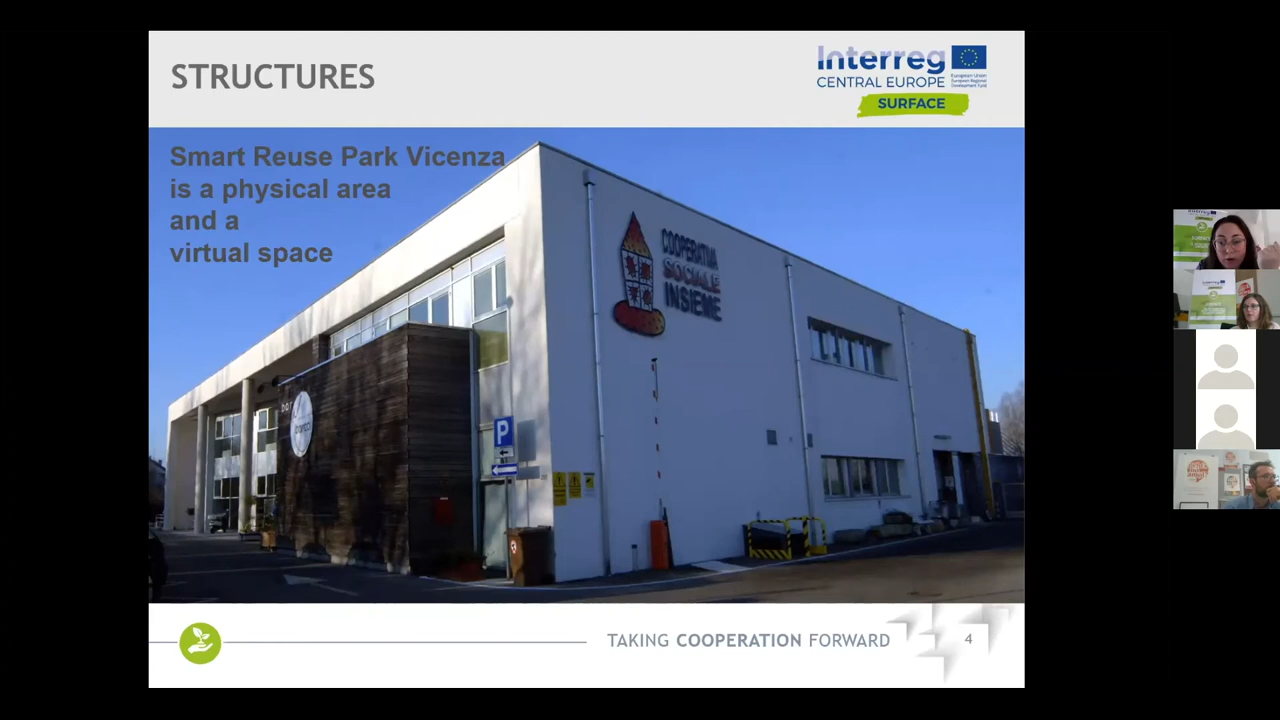 STRUCTURES
Interreg
CENTRAL EUROPE
European Union
European Regional
Development Fund
SURFACE
Smart Reuse Park Vicenza
is a physical area
and a
virtual space
COOPERATIVA
SOCIALE
INSIEME
bar
P
TAKING COOPERATION FORWARD
4